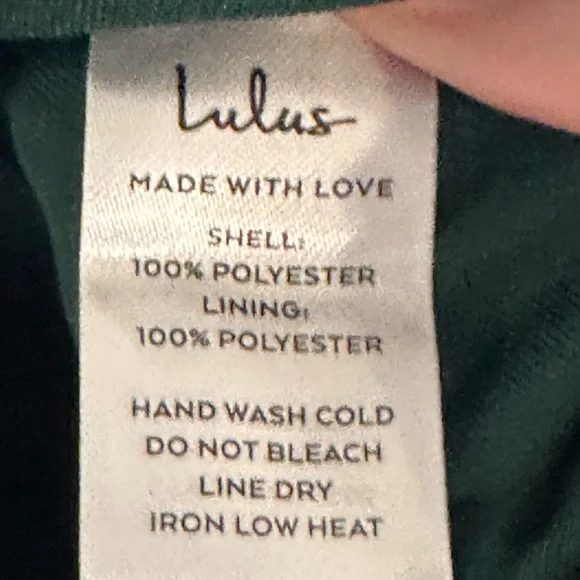 Lulus
MADE WITH LOVE
SHELL:
100% POLYESTER
LINING:
100% POLYESTER
HAND WASH COLD
DO NOT BLEACH
LINE DRY
IRON LOW HEAT